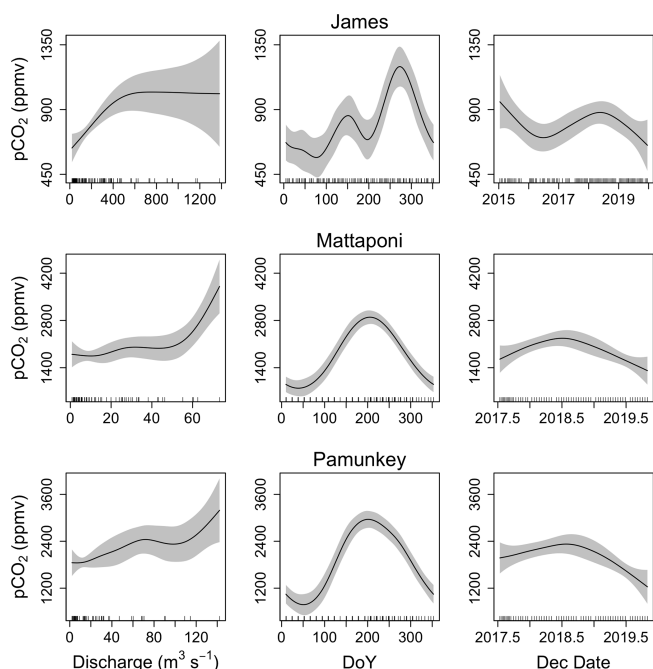 James
pCO₂ (ppmv)
450 900 1350
0 400 800 1200
0 100 200 300
450 900 1350
2015 2017 2019
450 900 1350
Mattaponi
pCO₂ (ppmv)
1400 2800 4200
0 20 40 60
0 100 200 300
1400 2800 4200
2017.5 2018.5 2019.5
1400 2800 4200
Pamunkey
pCO₂ (ppmv)
1200 2400 3600
0 40 80 120
0 100 200 300
1200 2400 3600
2017.5 2018.5 2019.5
1200 2400 3600
Discharge (m³ s⁻¹) DoY Dec Date